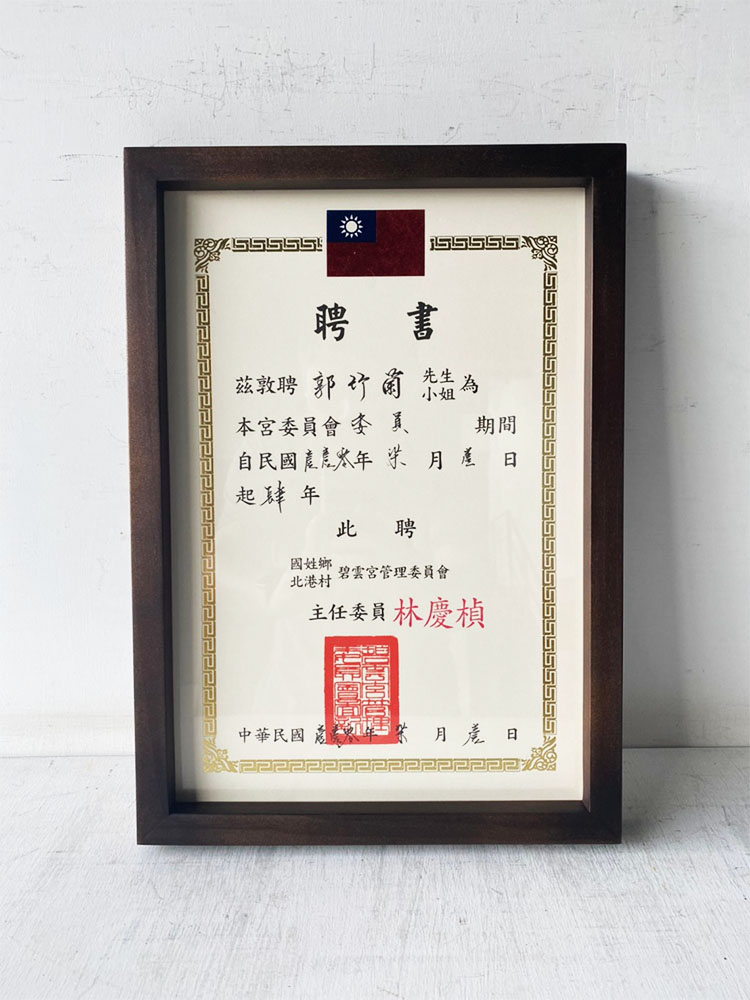 聘書
茲敦聘 郭竹蘭 先生 小姐 為
本宮委員會委員 期間
自民國壹壹零年柒月壹日
起肆年
此聘
國姓鄉
北港村
碧雲宮管理委員會
主任委員 林慶楨
中華民國壹壹零年柒月壹日